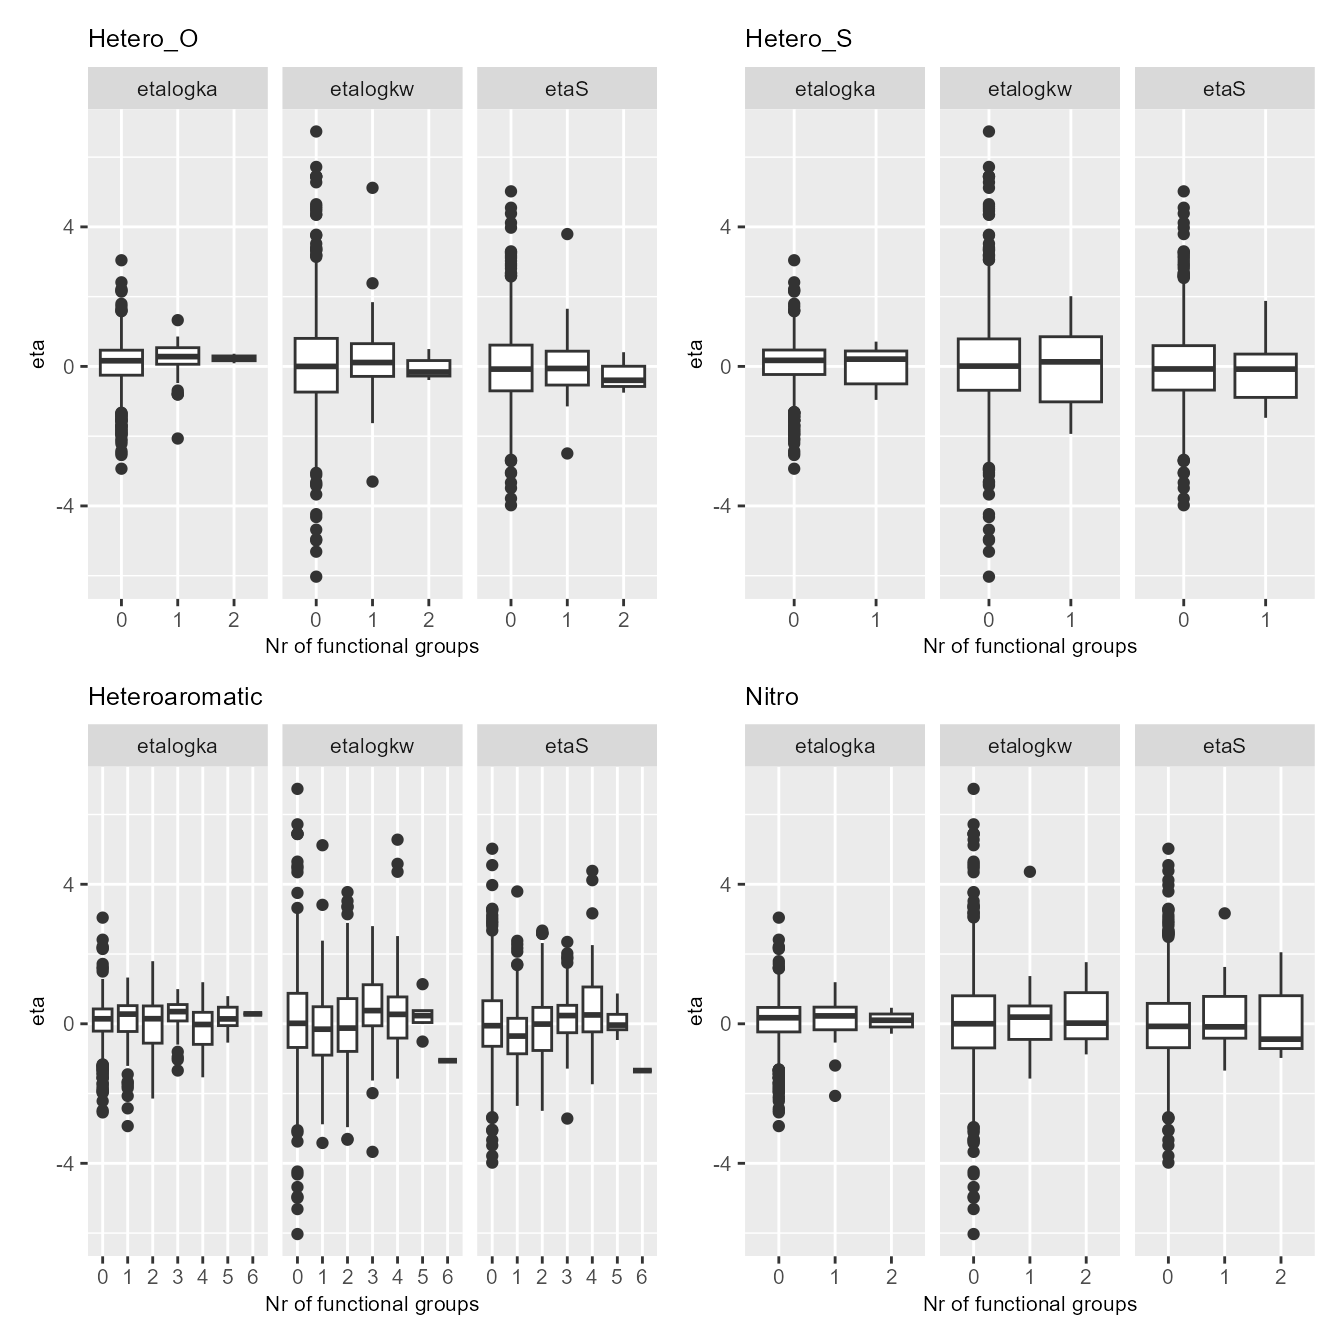 Hetero_O
etalogka etalogkw etaS
4
0
-4
eta
0 1 2 0 1 2 0 1 2
Nr of functional groups
Hetero_S
etalogka etalogkw etaS
4
0
-4
eta
0 1 0 1 0 1
Nr of functional groups
Heteroaromatic
etalogka etalogkw etaS
4
0
-4
eta
0 1 2 3 4 5 6 0 1 2 3 4 5 6 0 1 2 3 4 5 6
Nr of functional groups
Nitro
etalogka etalogkw etaS
4
0
-4
eta
0 1 2 0 1 2 0 1 2
Nr of functional groups